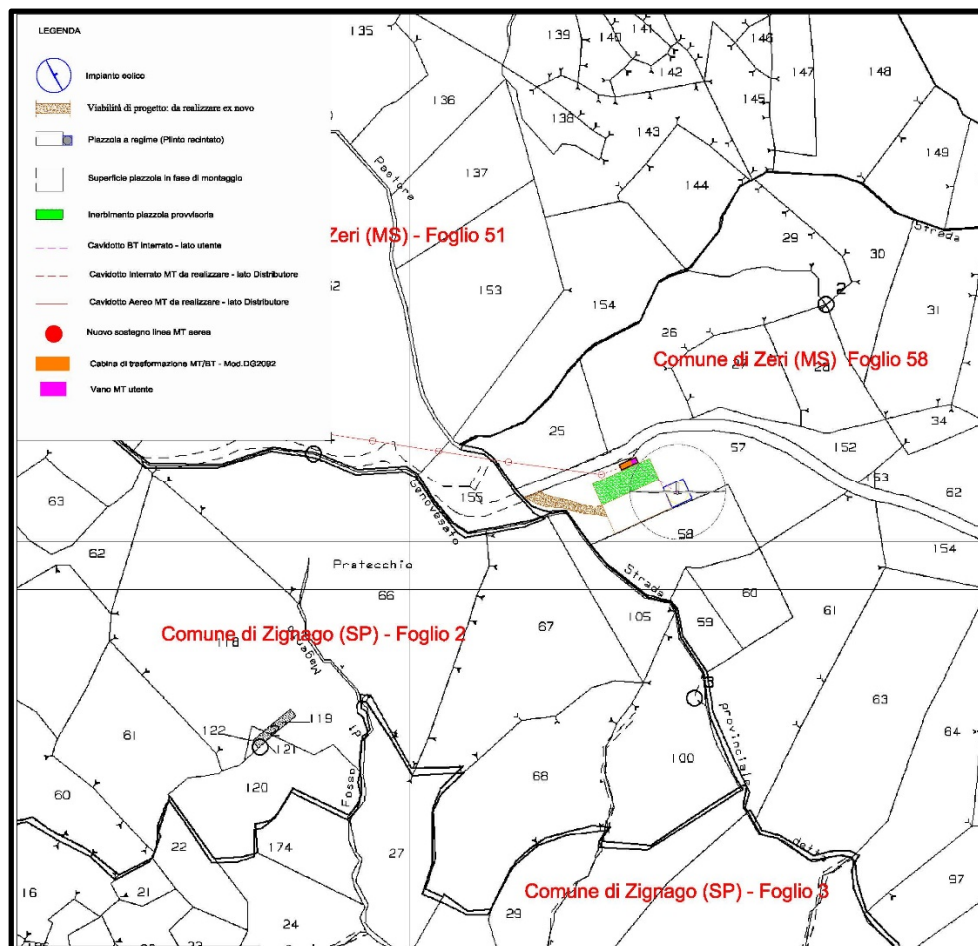 LEGENDA
Impianto eolico
Viabilità di progetto: da realizzare ex novo
Piazzola a regime (Plinto recintato)
Superficie piazzola in fase di montaggio
Inerbimento piazzola provvisoria
Cavidotto BT Interrato - lato utente
Cavidotto Interrato MT da realizzare - lato Distributore
Cavidotto Aereo MT da realizzare - lato Distributore
Nuovo sostegno linea MT aerea
Cabina di trasformazione MT/BT - Mod.DG2092
Vano MT utente
135
139
140
141
142
146
147
148
136
145
138
143
149
137
144
Pastore
Zeri (MS) - Foglio 51
29
Strada
30
153
154
2
31
26
Comune di Zeri (MS) Foglio 58
25
34
57
152
153
155
62
63
Genovesato
58
154
62
Pratecchio
66
Strada
60
105
61
59
67
Comune di Zignago (SP) - Foglio 2
118
63
119
122
provinciale
61
121
64
100
68
120
60
Fosso
di
22
174
27
detta
97
21
16
Comune di Zignago (SP) - Foglio 3
24
29